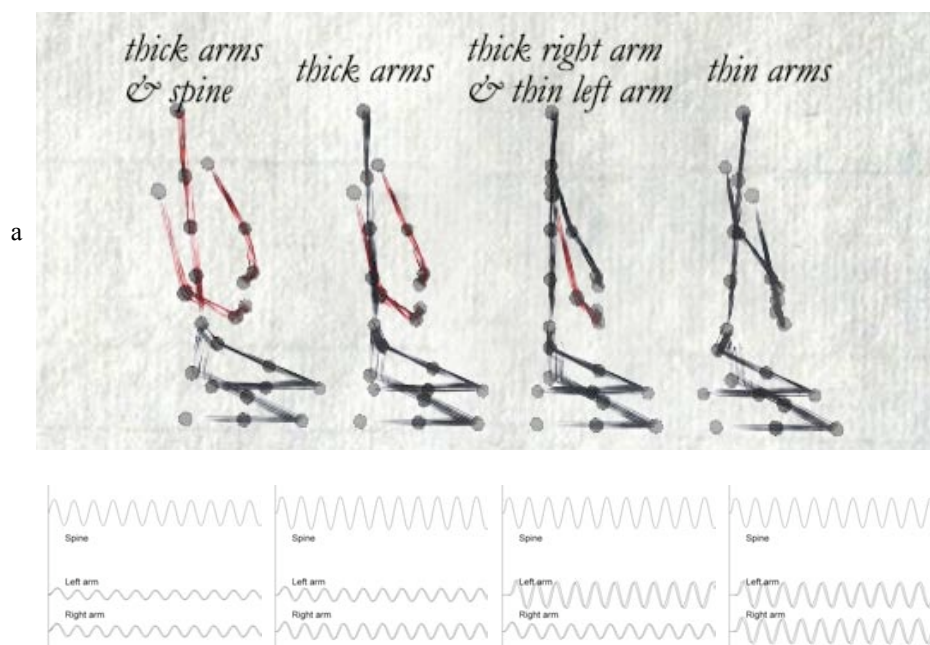 thick arms
& spine
thick arms
thick right arm
& thin left arm
thin arms
a
Spine
Left arm
Right arm
Spine
Left arm
Right arm
Spine
Left arm
Right arm
Spine
Left arm
Right arm